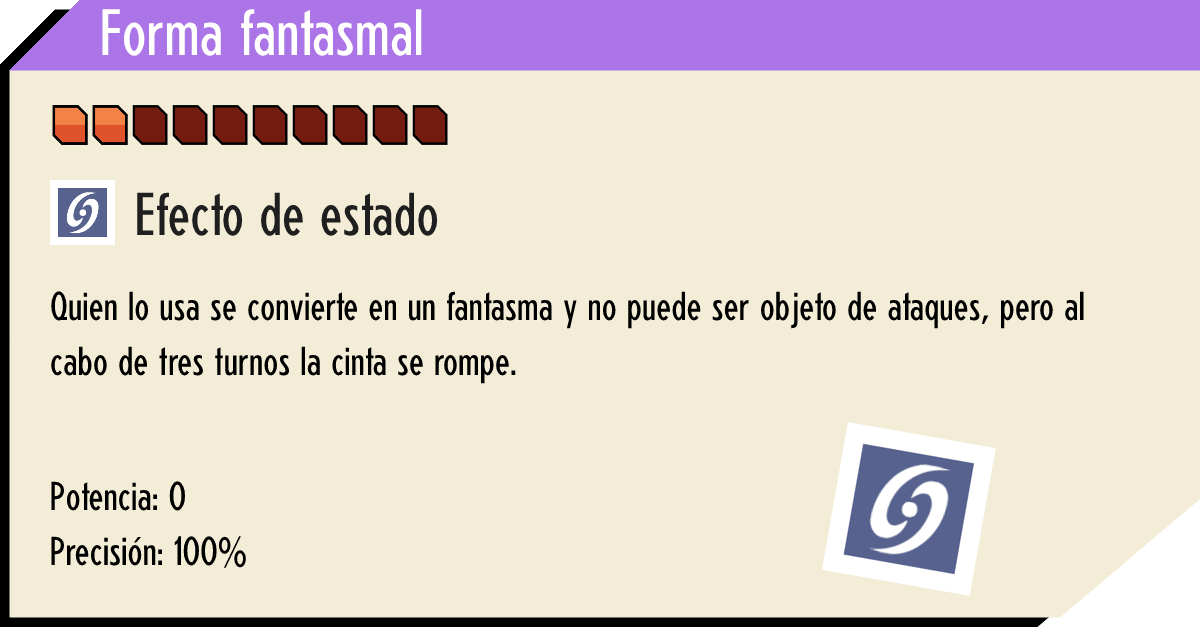 Forma fantasmal
Efecto de estado
Quien lo usa se convierte en un fantasma y no puede ser objeto de ataques, pero al
cabo de tres turnos la cinta se rompe.
Potencia: 0
Precisión: 100%